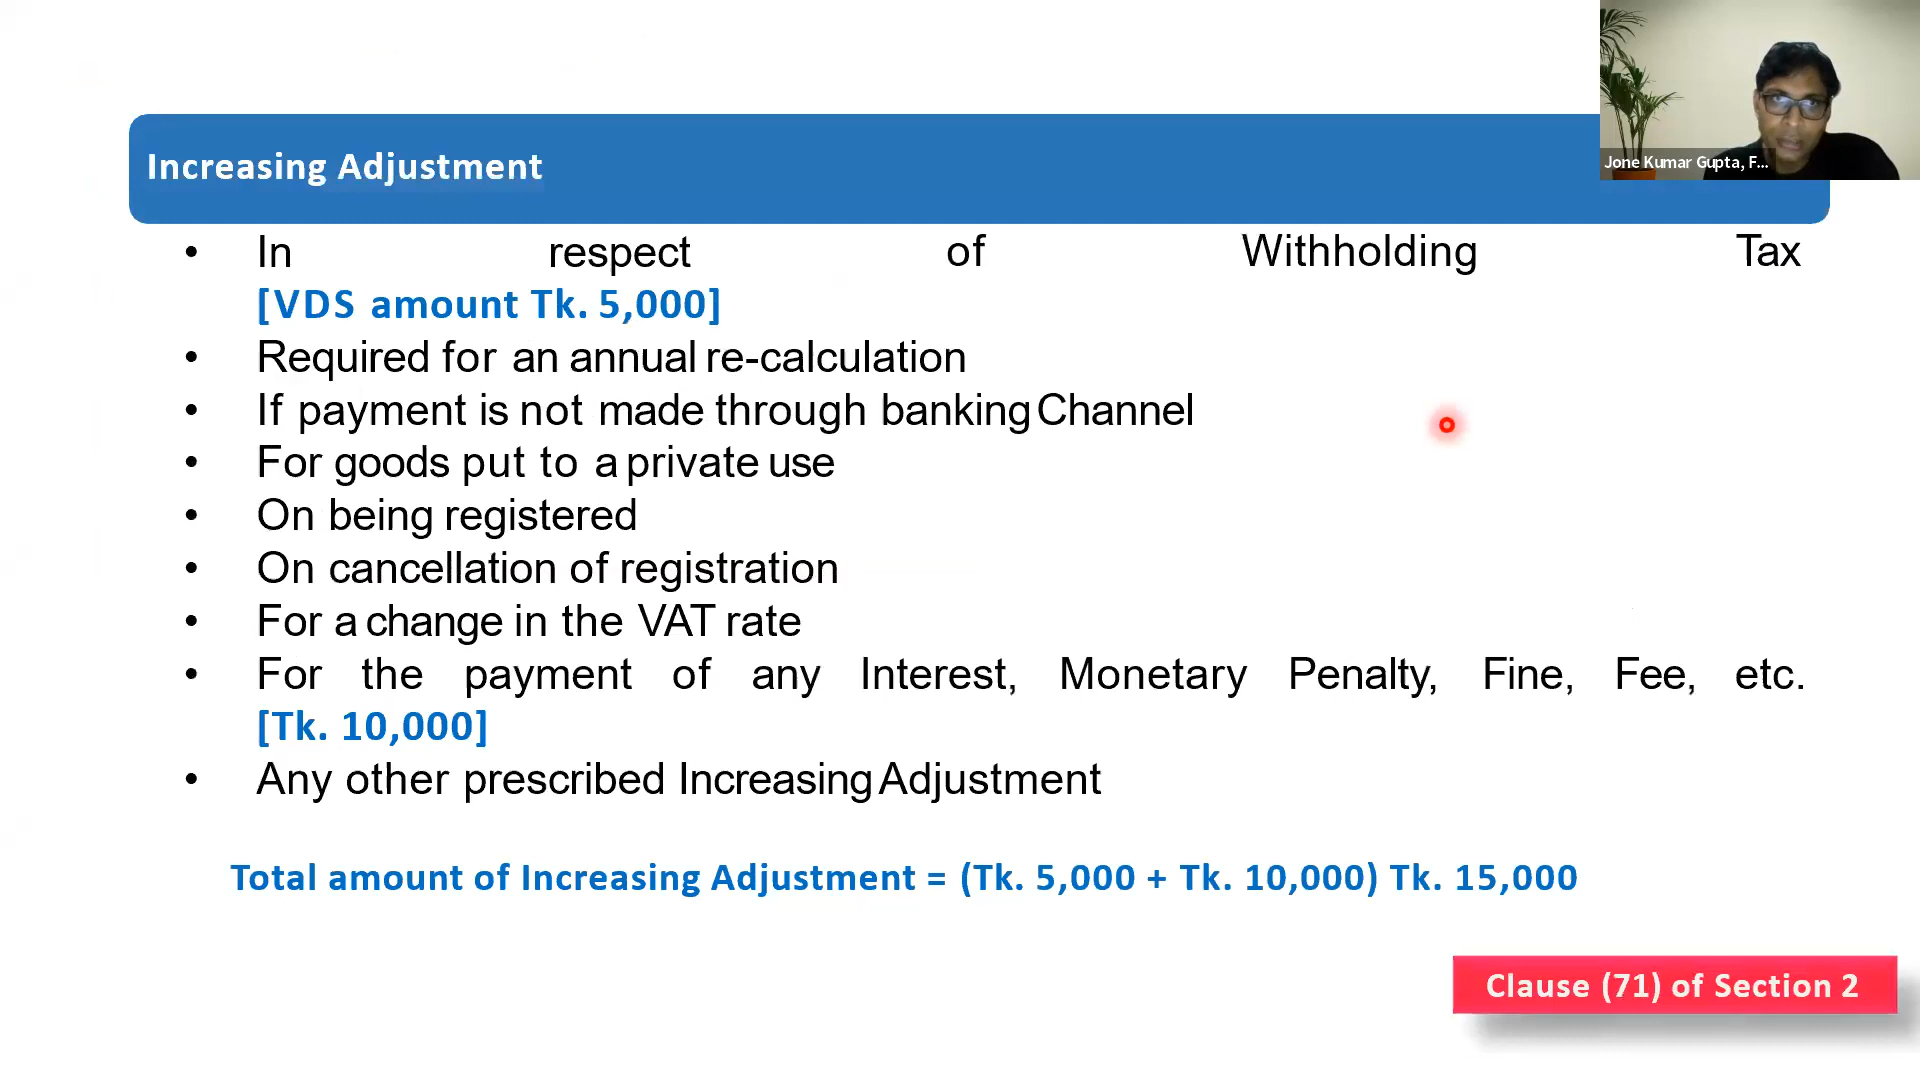 Increasing Adjustment
Jone Kumar Gupta, F...
• In respect of Withholding Tax
[VDS amount Tk. 5,000]
• Required for an annual re-calculation
• If payment is not made through banking Channel
• For goods put to a private use
• On being registered
• On cancellation of registration
• For a change in the VAT rate
• For the payment of any Interest, Monetary Penalty, Fine, Fee, etc.
[Tk. 10,000]
• Any other prescribed Increasing Adjustment
Total amount of Increasing Adjustment = (Tk. 5,000 + Tk. 10,000) Tk. 15,000
Clause (71) of Section 2